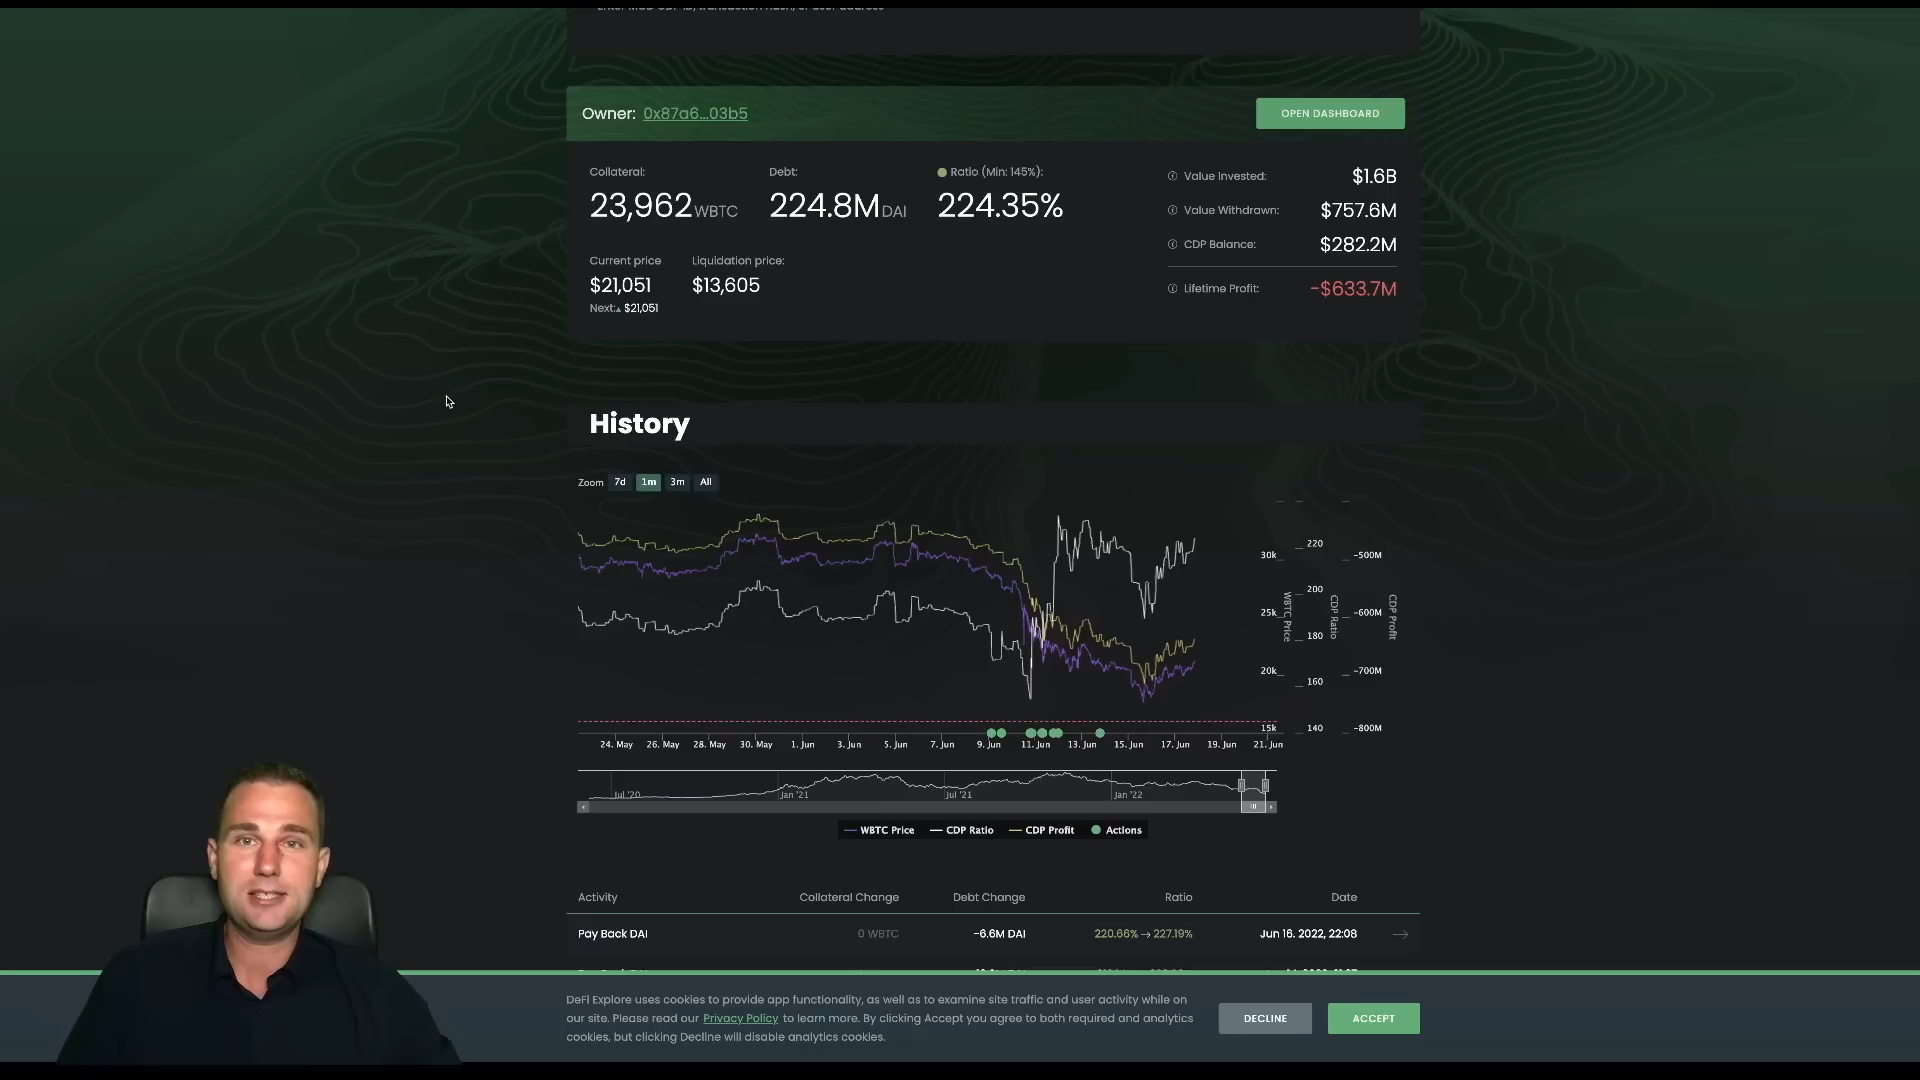 Enter MCD CDP ID, transaction hash, or user address
Owner: 0x87a6...03b5
OPEN DASHBOARD
Collateral:
23,962 WBTC
Debt:
224.8M DAI
Ratio (Min: 145%):
224.35%
Current price
$21,051
Next: ▲ $21,051
Liquidation price:
$13,605
Value Invested: $1.6B
Value Withdrawn: $757.6M
CDP Balance: $282.2M
Lifetime Profit: -$633.7M
History
Zoom 7d 1m 3m All
30k
25k
20k
15k
WBTC Price
220
200
180
160
140
CDP Ratio
-500M
-600M
-700M
-800M
CDP Profit
24. May 26. May 28. May 30. May 1. Jun 3. Jun 5. Jun 7. Jun 9. Jun 11. Jun 13. Jun 15. Jun 17. Jun 19. Jun 21. Jun
Jul '20 Jan '21 Jul '21 Jan '22
WBTC Price CDP Ratio CDP Profit Actions
Activity Collateral Change Debt Change Ratio Date
Pay Back DAI 0 WBTC -6.6M DAI 220.66% → 227.19% Jun 16. 2022, 22:08 →
DeFi Explore uses cookies to provide app functionality, as well as to examine site traffic and user activity while on
our site. Please read our Privacy Policy to learn more. By clicking Accept you agree to both required and analytics
cookies, but clicking Decline will disable analytics cookies.
DECLINE
ACCEPT